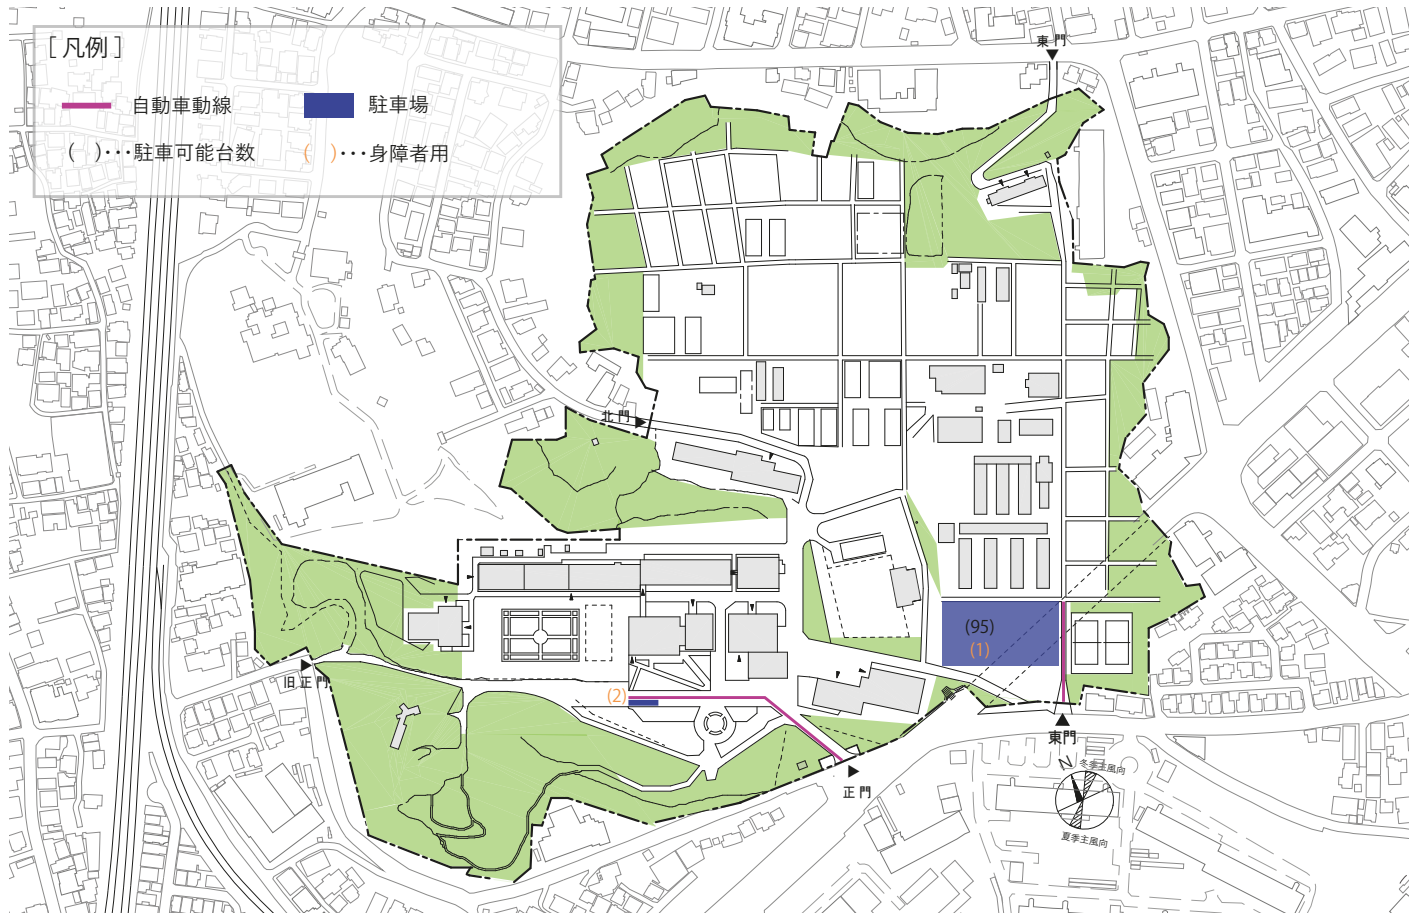 [ 凡例 ]
自動車動線
駐車場
( )･･･駐車可能台数
( )･･･身障者用
東門
北門
旧正門
(95)
(1)
(2)
東門
正門
N
冬季主風向
夏季主風向